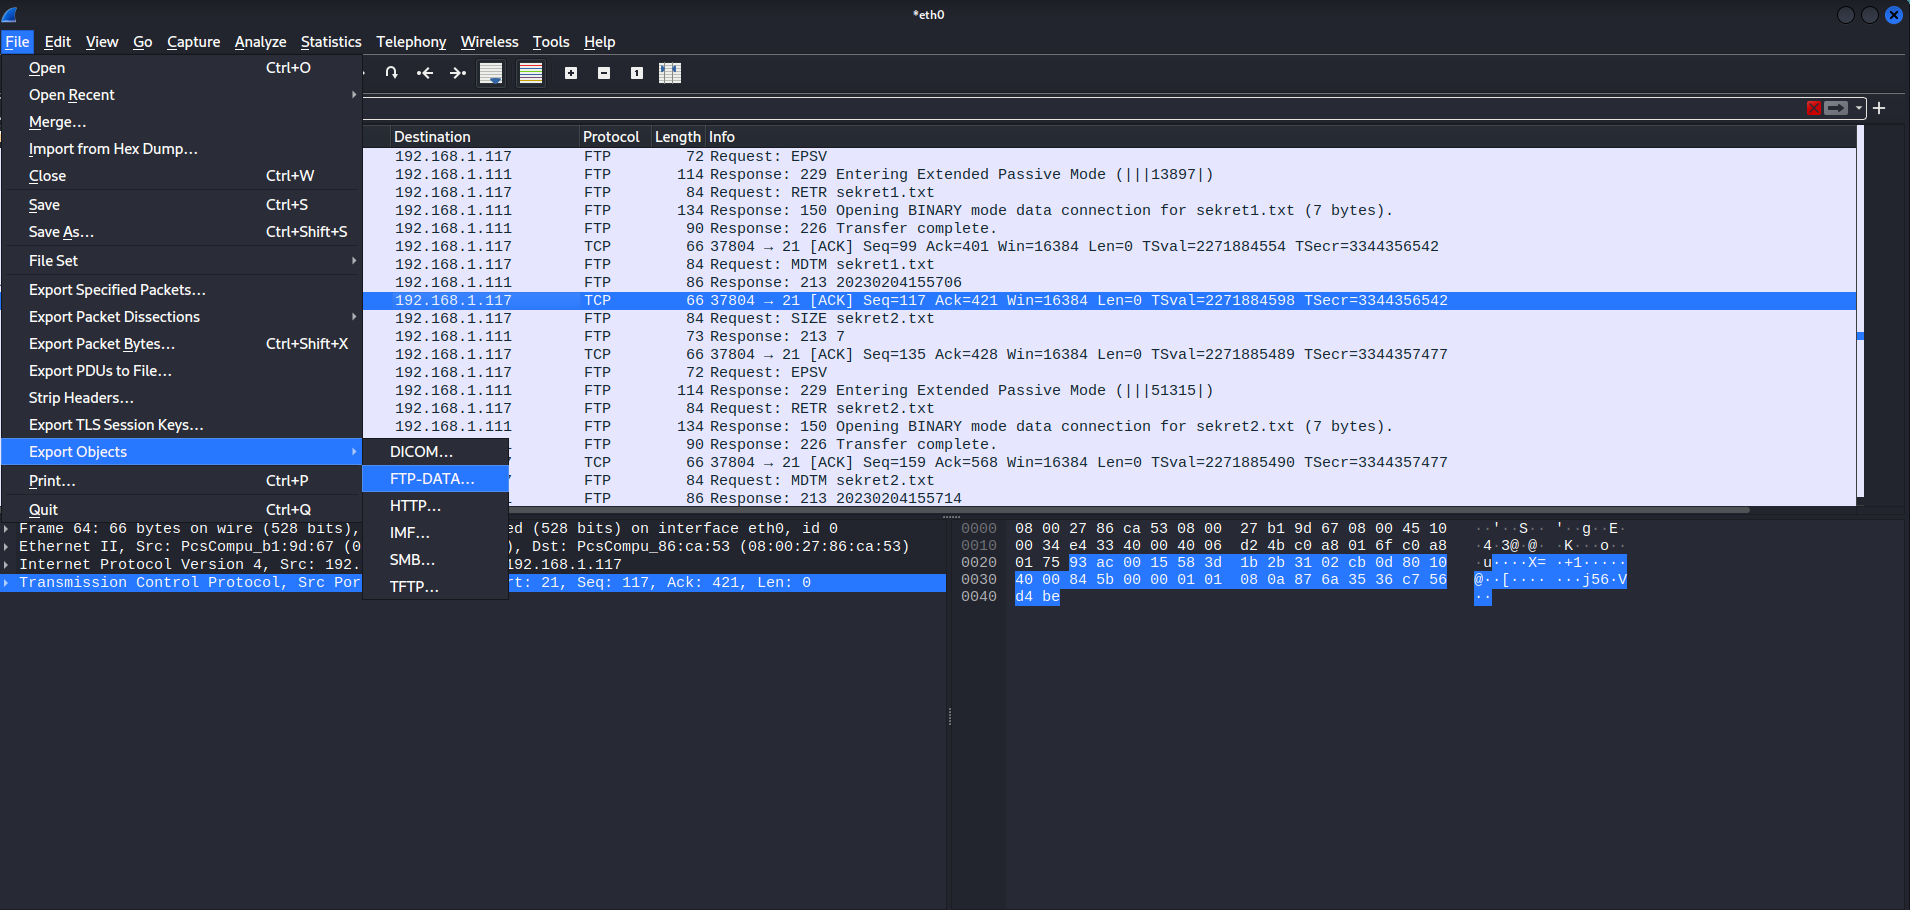 *eth0
File Edit View Go Capture Analyze Statistics Telephony Wireless Tools Help
Open Ctrl+O
Open Recent
Merge...
Import from Hex Dump...
Close Ctrl+W
Save Ctrl+S
Save As... Ctrl+Shift+S
File Set
Export Specified Packets...
Export Packet Dissections
Export Packet Bytes... Ctrl+Shift+X
Export PDUs to File...
Strip Headers...
Export TLS Session Keys...
Export Objects
Print... Ctrl+P
Quit Ctrl+Q
DICOM...
FTP-DATA...
HTTP...
IMF...
SMB...
TFTP...
Destination Protocol Length Info
192.168.1.117 FTP 72 Request: EPSV
192.168.1.111 FTP 114 Response: 229 Entering Extended Passive Mode (|||13897|)
192.168.1.117 FTP 84 Request: RETR sekret1.txt
192.168.1.111 FTP 134 Response: 150 Opening BINARY mode data connection for sekret1.txt (7 bytes).
192.168.1.111 FTP 90 Response: 226 Transfer complete.
192.168.1.117 TCP 66 37804 → 21 [ACK] Seq=99 Ack=401 Win=16384 Len=0 TSval=2271884554 TSecr=3344356542
192.168.1.117 FTP 84 Request: MDTM sekret1.txt
192.168.1.111 FTP 86 Response: 213 20230204155706
192.168.1.117 TCP 66 37804 → 21 [ACK] Seq=117 Ack=421 Win=16384 Len=0 TSval=2271884598 TSecr=3344356542
192.168.1.117 FTP 84 Request: SIZE sekret2.txt
192.168.1.111 FTP 73 Response: 213 7
192.168.1.117 TCP 66 37804 → 21 [ACK] Seq=135 Ack=428 Win=16384 Len=0 TSval=2271885489 TSecr=3344357477
192.168.1.117 FTP 72 Request: EPSV
192.168.1.111 FTP 114 Response: 229 Entering Extended Passive Mode (|||51315|)
192.168.1.117 FTP 84 Request: RETR sekret2.txt
192.168.1.111 FTP 134 Response: 150 Opening BINARY mode data connection for sekret2.txt (7 bytes).
FTP 90 Response: 226 Transfer complete.
TCP 66 37804 → 21 [ACK] Seq=159 Ack=568 Win=16384 Len=0 TSval=2271885490 TSecr=3344357477
FTP 84 Request: MDTM sekret2.txt
FTP 86 Response: 213 20230204155714
Frame 64: 66 bytes on wire (528 bits), ed (528 bits) on interface eth0, id 0
Ethernet II, Src: PcsCompu_b1:9d:67 (0 ), Dst: PcsCompu_86:ca:53 (08:00:27:86:ca:53)
Internet Protocol Version 4, Src: 192. 192.168.1.117
Transmission Control Protocol, Src Por rt: 21, Seq: 117, Ack: 421, Len: 0
0000 08 00 27 86 ca 53 08 00 27 b1 9d 67 08 00 45 10 ··'··S·· '··g··E·
0010 00 34 e4 33 40 00 40 06 d2 4b c0 a8 01 6f c0 a8 ·4·3@·@· ·K···o··
0020 01 75 93 ac 00 15 58 3d 1b 2b 31 02 cb 0d 80 10 ·u····X= ·+1·····
0030 40 00 84 5b 00 00 01 01 08 0a 87 6a 35 36 c7 56 @··[···· ···j56·V
0040 d4 be ··